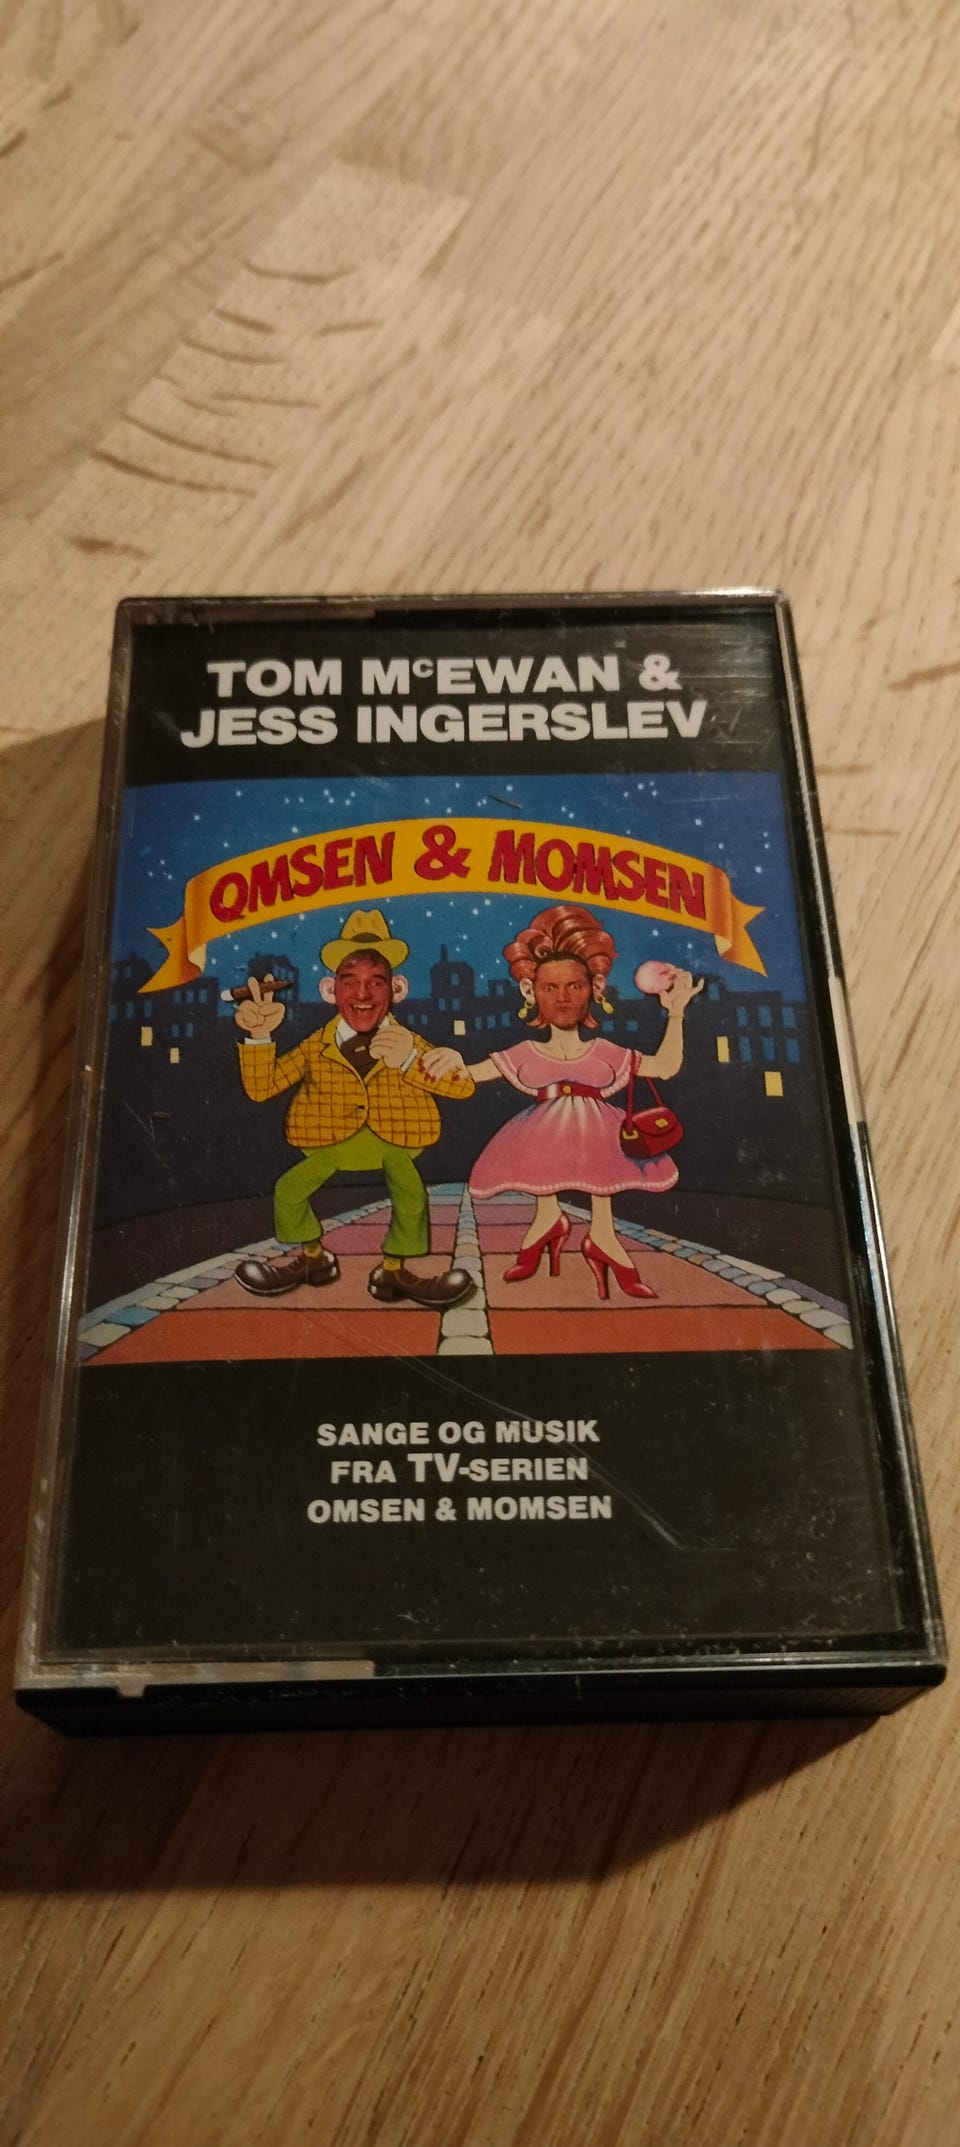 TOM McEWAN &
JESS INGERSLEV
OMSEN & MOMSEN
SANGE OG MUSIK
FRA TV-SERIEN
OMSEN & MOMSEN